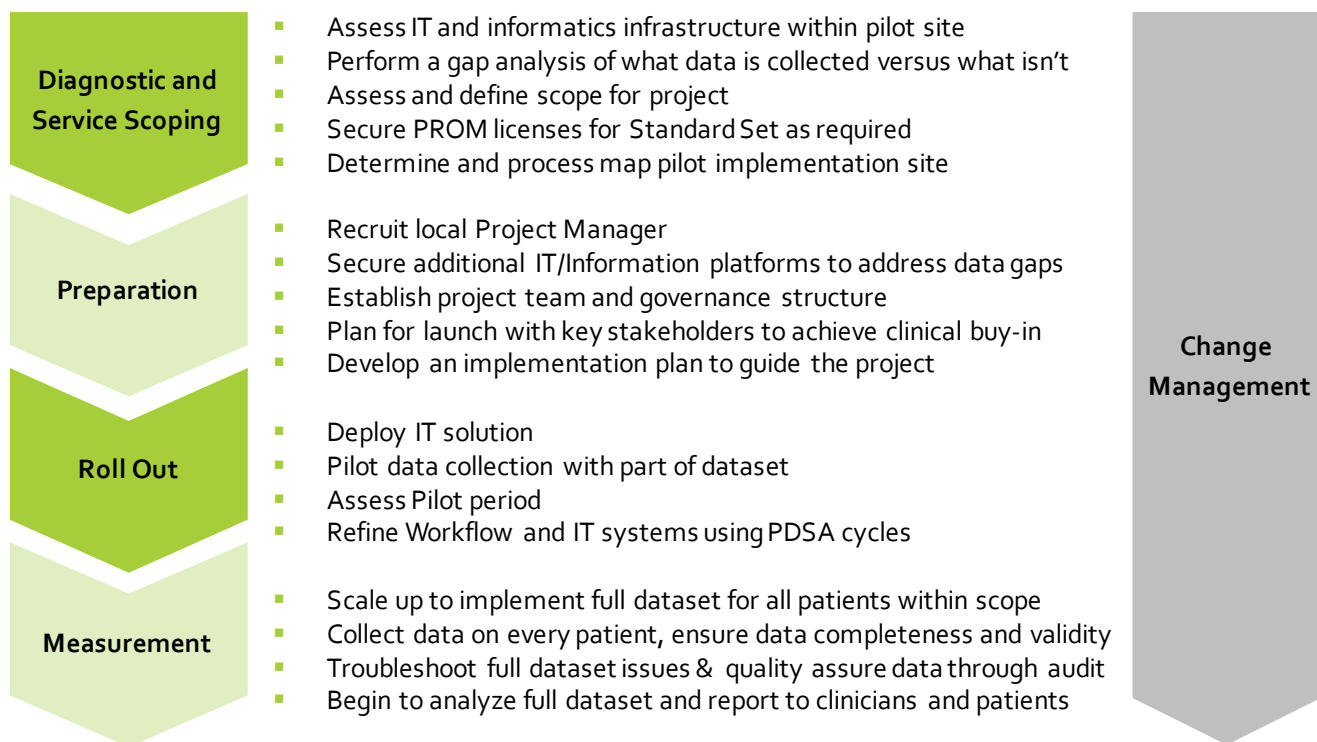 Diagnostic and
Service Scoping
▪ Assess IT and informatics infrastructure within pilot site
▪ Perform a gap analysis of what data is collected versus what isn’t
▪ Assess and define scope for project
▪ Secure PROM licenses for Standard Set as required
▪ Determine and process map pilot implementation site
Preparation
▪ Recruit local Project Manager
▪ Secure additional IT/Information platforms to address data gaps
▪ Establish project team and governance structure
▪ Plan for launch with key stakeholders to achieve clinical buy-in
▪ Develop an implementation plan to guide the project
Roll Out
▪ Deploy IT solution
▪ Pilot data collection with part of dataset
▪ Assess Pilot period
▪ Refine Workflow and IT systems using PDSA cycles
Measurement
▪ Scale up to implement full dataset for all patients within scope
▪ Collect data on every patient, ensure data completeness and validity
▪ Troubleshoot full dataset issues & quality assure data through audit
▪ Begin to analyze full dataset and report to clinicians and patients
Change
Management